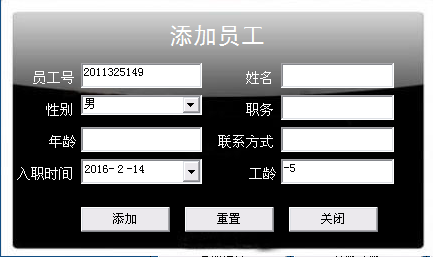 添加员工
员工号 2011325149 姓名
性别 男 职务
年龄 联系方式
入职时间 2016- 2 -14 工龄 -5
添加 重置 关闭